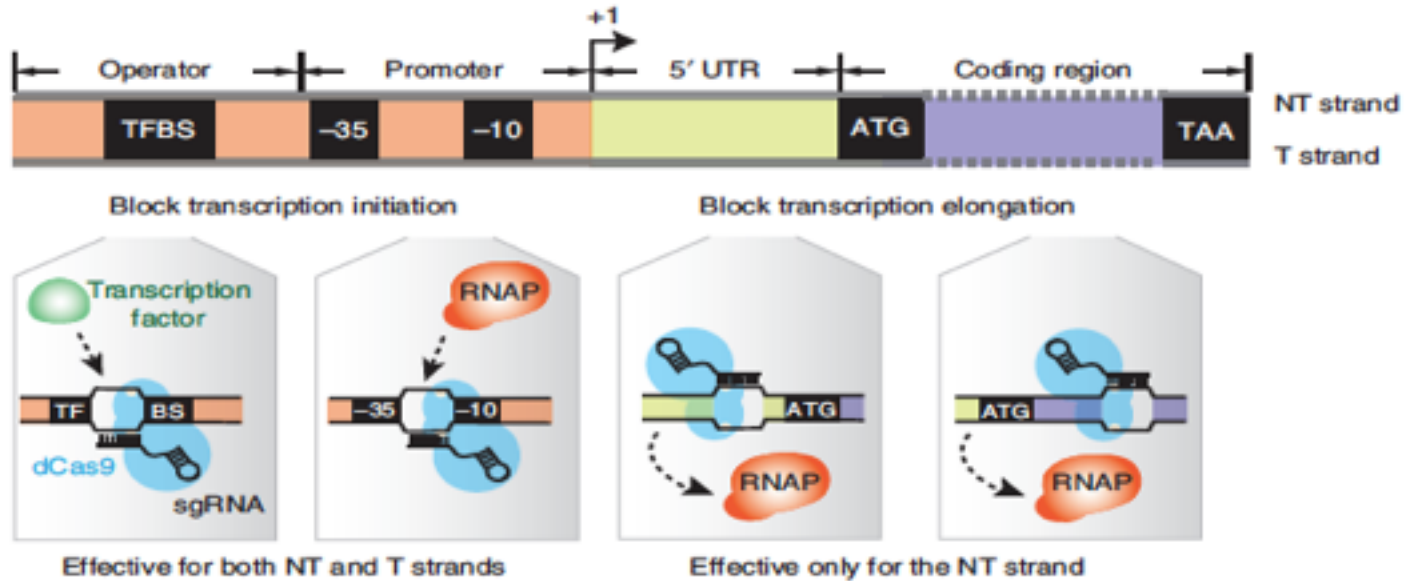 +1
Operator Promoter 5′ UTR Coding region
NT strand
TFBS −35 −10 ATG TAA
T strand
Block transcription initiation Block transcription elongation
Transcription
factor
RNAP
TF BS −35 −10 ATG ATG
dCas9
sgRNA
RNAP RNAP
Effective for both NT and T strands Effective only for the NT strand